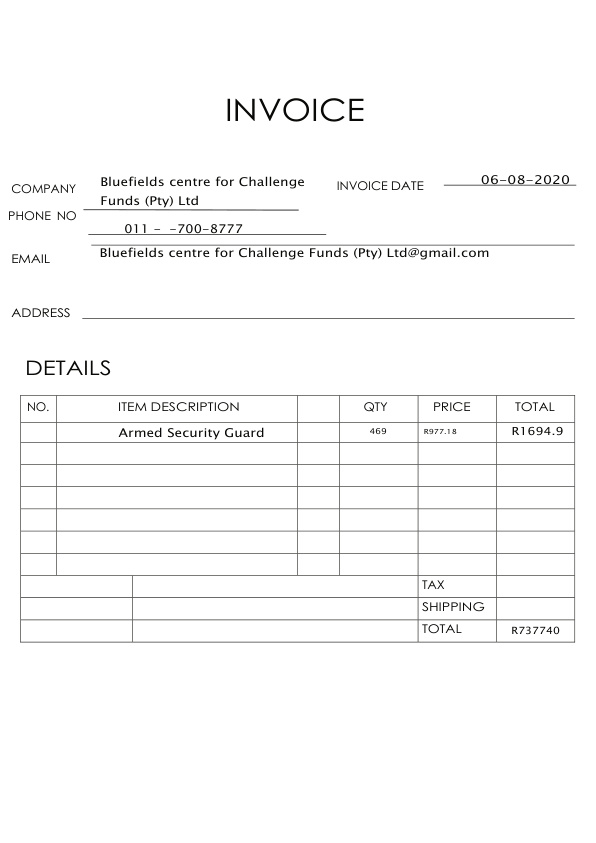 INVOICE
COMPANY Bluefields centre for Challenge Funds (Pty) Ltd
INVOICE DATE 06-08-2020
PHONE NO 011 - -700-8777
EMAIL Bluefields centre for Challenge Funds (Pty) Ltd@gmail.com
ADDRESS
DETAILS
NO. ITEM DESCRIPTION QTY PRICE TOTAL
Armed Security Guard 469 R977.18 R1694.9
TAX
SHIPPING
TOTAL R737740